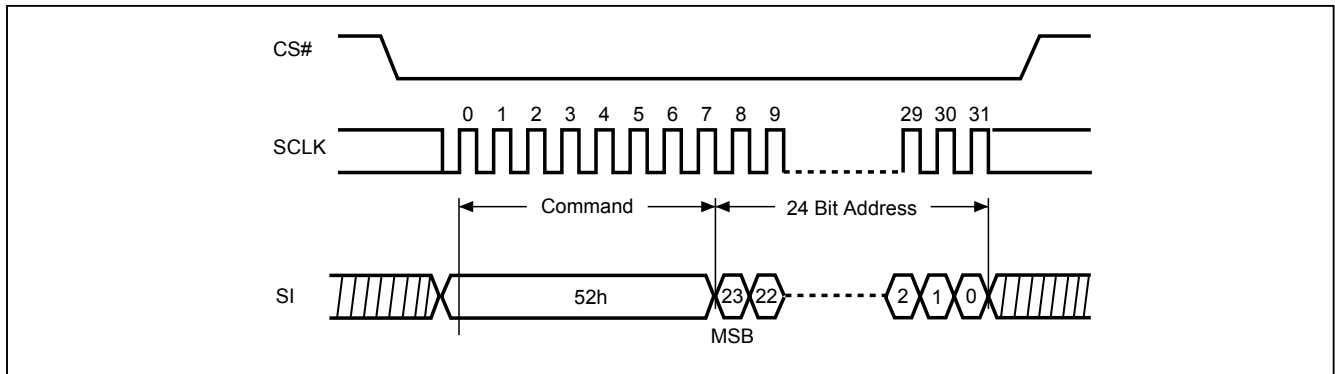 CS#
0 1 2 3 4 5 6 7 8 9 29 30 31
SCLK
Command 24 Bit Address
SI 52h 23 22 2 1 0
MSB